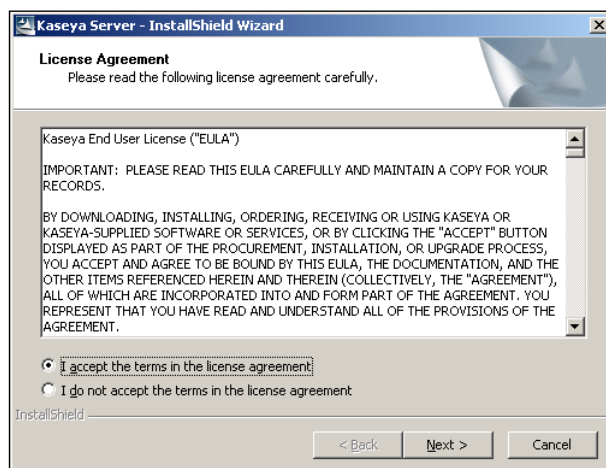 Kaseya Server - InstallShield Wizard
License Agreement
Please read the following license agreement carefully.
Kaseya End User License ("EULA")
IMPORTANT:  PLEASE READ THIS EULA CAREFULLY AND MAINTAIN A COPY FOR YOUR
RECORDS.
BY DOWNLOADING, INSTALLING, ORDERING, RECEIVING OR USING KASEYA OR
KASEYA-SUPPLIED SOFTWARE OR SERVICES, OR BY CLICKING THE "ACCEPT" BUTTON
DISPLAYED AS PART OF THE PROCUREMENT, INSTALLATION, OR UPGRADE PROCESS,
YOU ACCEPT AND AGREE TO BE BOUND BY THIS EULA, THE DOCUMENTATION, AND THE
OTHER ITEMS REFERENCED HEREIN AND THEREIN (COLLECTIVELY, THE "AGREEMENT"),
ALL OF WHICH ARE INCORPORATED INTO AND FORM PART OF THE AGREEMENT. YOU
REPRESENT THAT YOU HAVE READ AND UNDERSTAND ALL OF THE PROVISIONS OF THE
AGREEMENT.
I accept the terms in the license agreement
I do not accept the terms in the license agreement
InstallShield
< Back
Next >
Cancel